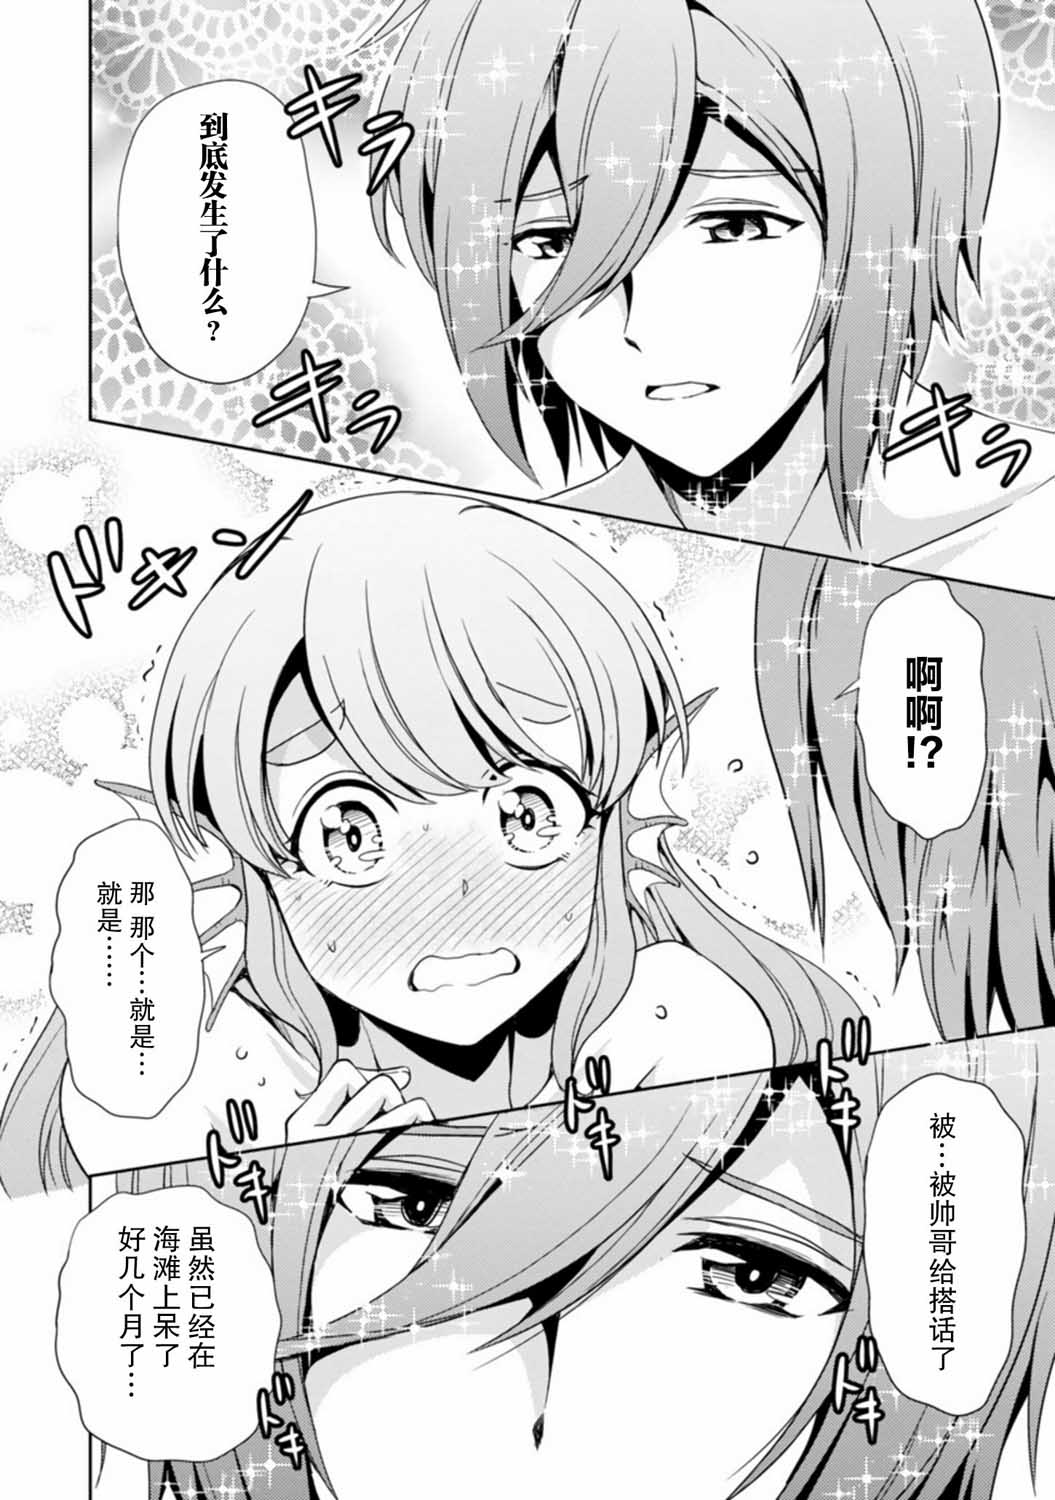 キラ
到底发生了什么?
キラ
キラ
啊啊!?
ドキン
那 那个…就是…
就是……
被…被帅哥给搭话了
ドキ
ドキ
ドキ
ドキ
ドキ
虽然已经在
海滩上呆了
好几个月了…